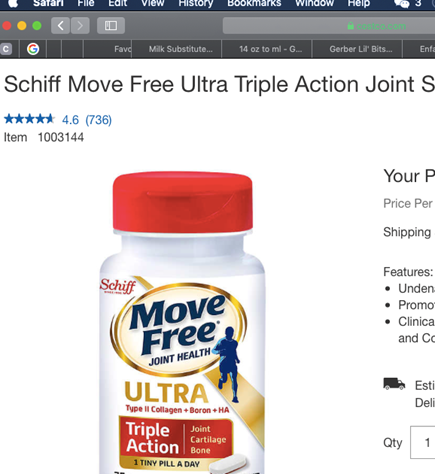 Safari File Edit View History Bookmarks Window Help 3
C G Favo Milk Substitute... 14 oz to ml - G... Gerber Lil' Bits... Enfa
Schiff Move Free Ultra Triple Action Joint S
4.6 (736)
Item 1003144
Your P
Price Per
Shipping
Features:
Unden
Promo
Clinica
and Co
Esti
Deli
Qty 1
Schiff
Move
Free
JOINT HEALTH
ULTRA
Type II Collagen + Boron + HA
Triple
Action
Joint
Cartilage
Bone
1 TINY PILL A DAY